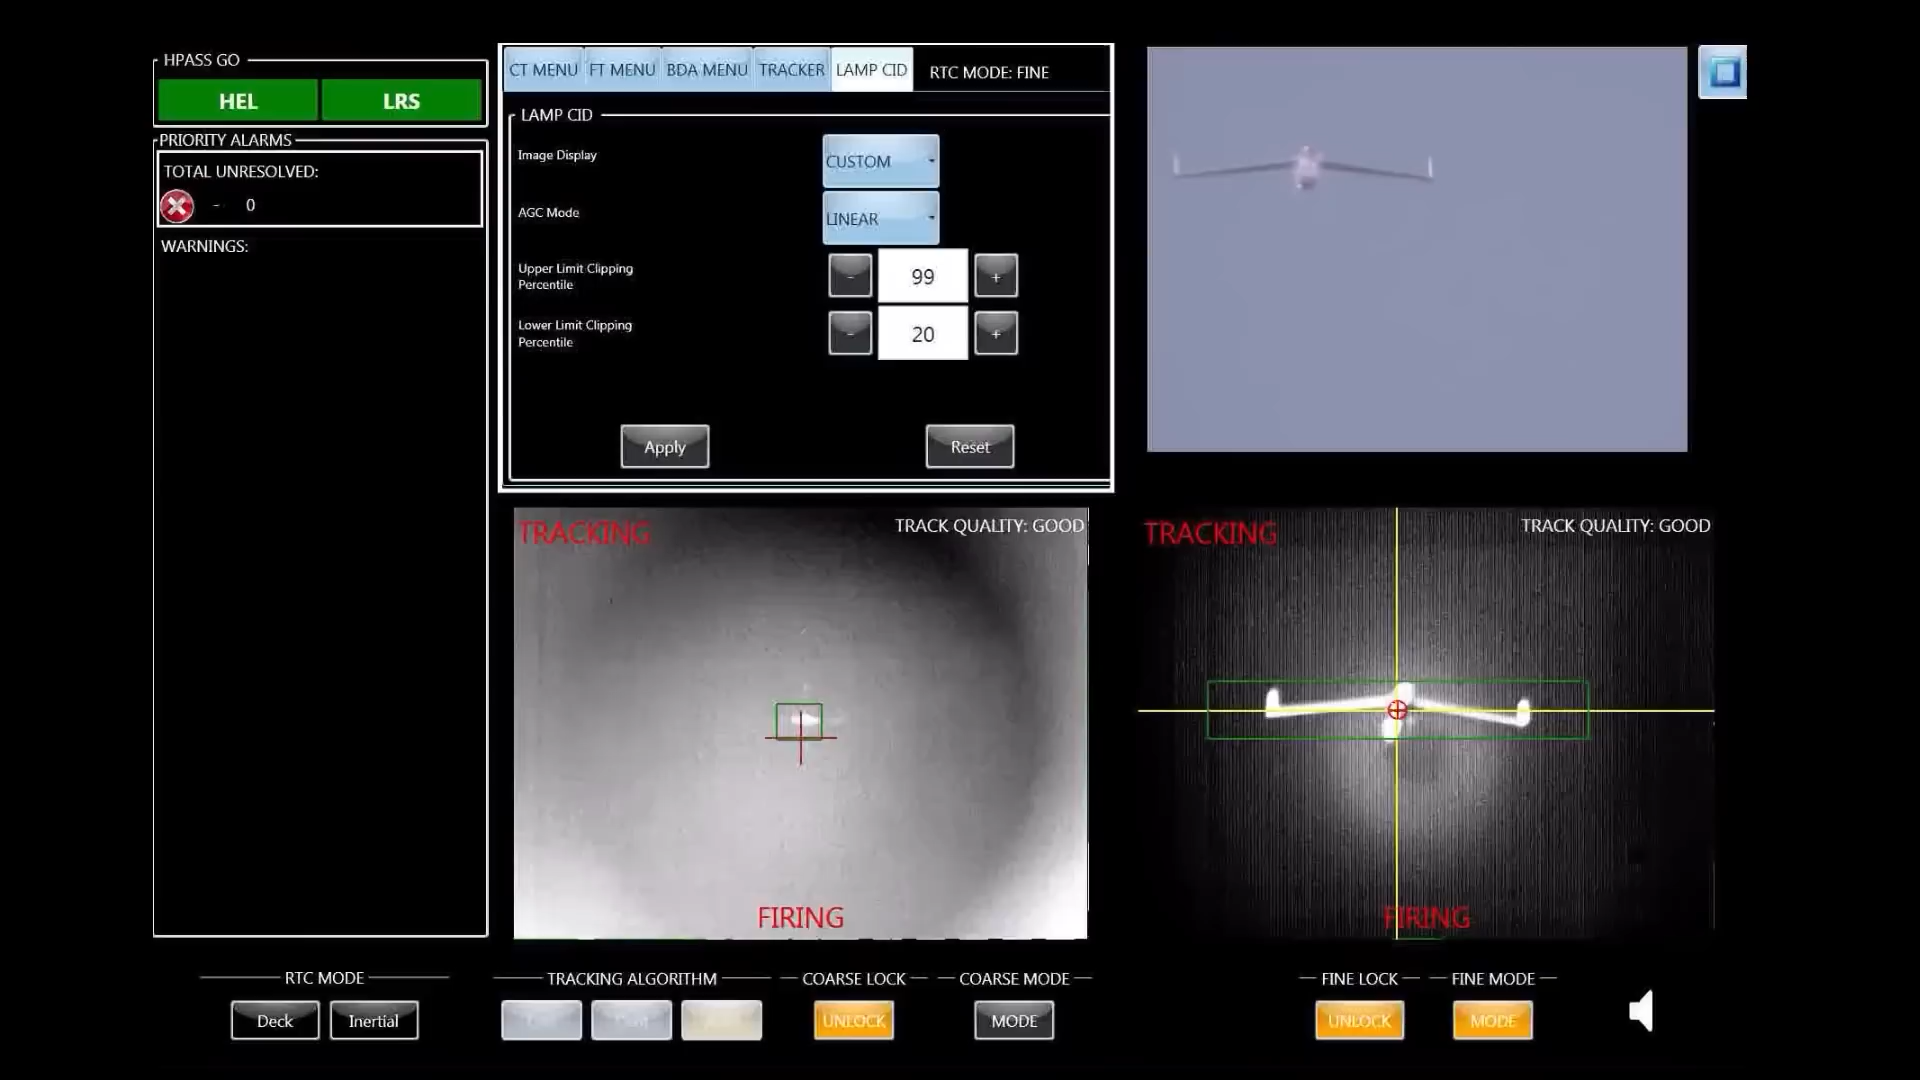 HPASS GO
HEL LRS
PRIORITY ALARMS
TOTAL UNRESOLVED:
- 0
WARNINGS:
CT MENU FT MENU BDA MENU TRACKER LAMP CID RTC MODE: FINE
LAMP CID
Image Display CUSTOM
AGC Mode LINEAR
Upper Limit Clipping
Percentile
- 99 +
Lower Limit Clipping
Percentile
- 20 +
Apply Reset
TRACKING TRACK QUALITY: GOOD
FIRING
TRACKING TRACK QUALITY: GOOD
FIRING
RTC MODE
Deck Inertial
TRACKING ALGORITHM
COARSE LOCK
UNLOCK
COARSE MODE
MODE
FINE LOCK
UNLOCK
FINE MODE
MODE